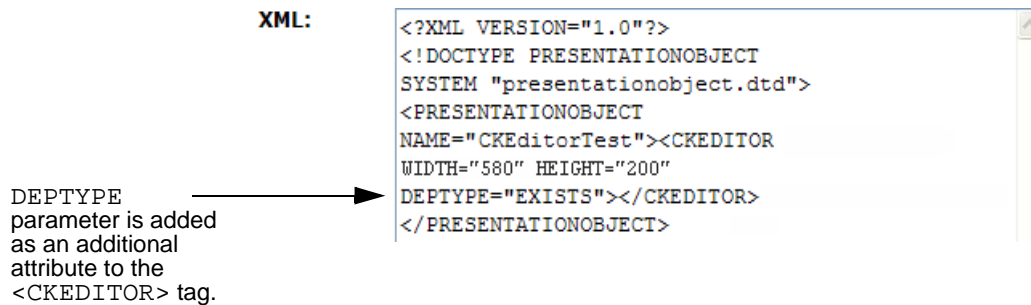 XML:
<?XML VERSION="1.0"?>
<!DOCTYPE PRESENTATIONOBJECT
SYSTEM "presentationobject.dtd">
<PRESENTATIONOBJECT
NAME="CKEditorTest"><CKEDITOR
WIDTH="580" HEIGHT="200"
DEPTYPE="EXISTS"></CKEDITOR>
</PRESENTATIONOBJECT>
DEPTYPE
parameter is added
as an additional
attribute to the
<CKEDITOR> tag.